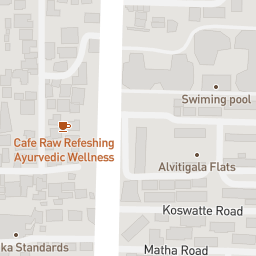 Swiming pool
Cafe Raw Refeshing
Ayurvedic Wellness
Alvitigala Flats
Koswatte Road
ka Standards
Matha Road